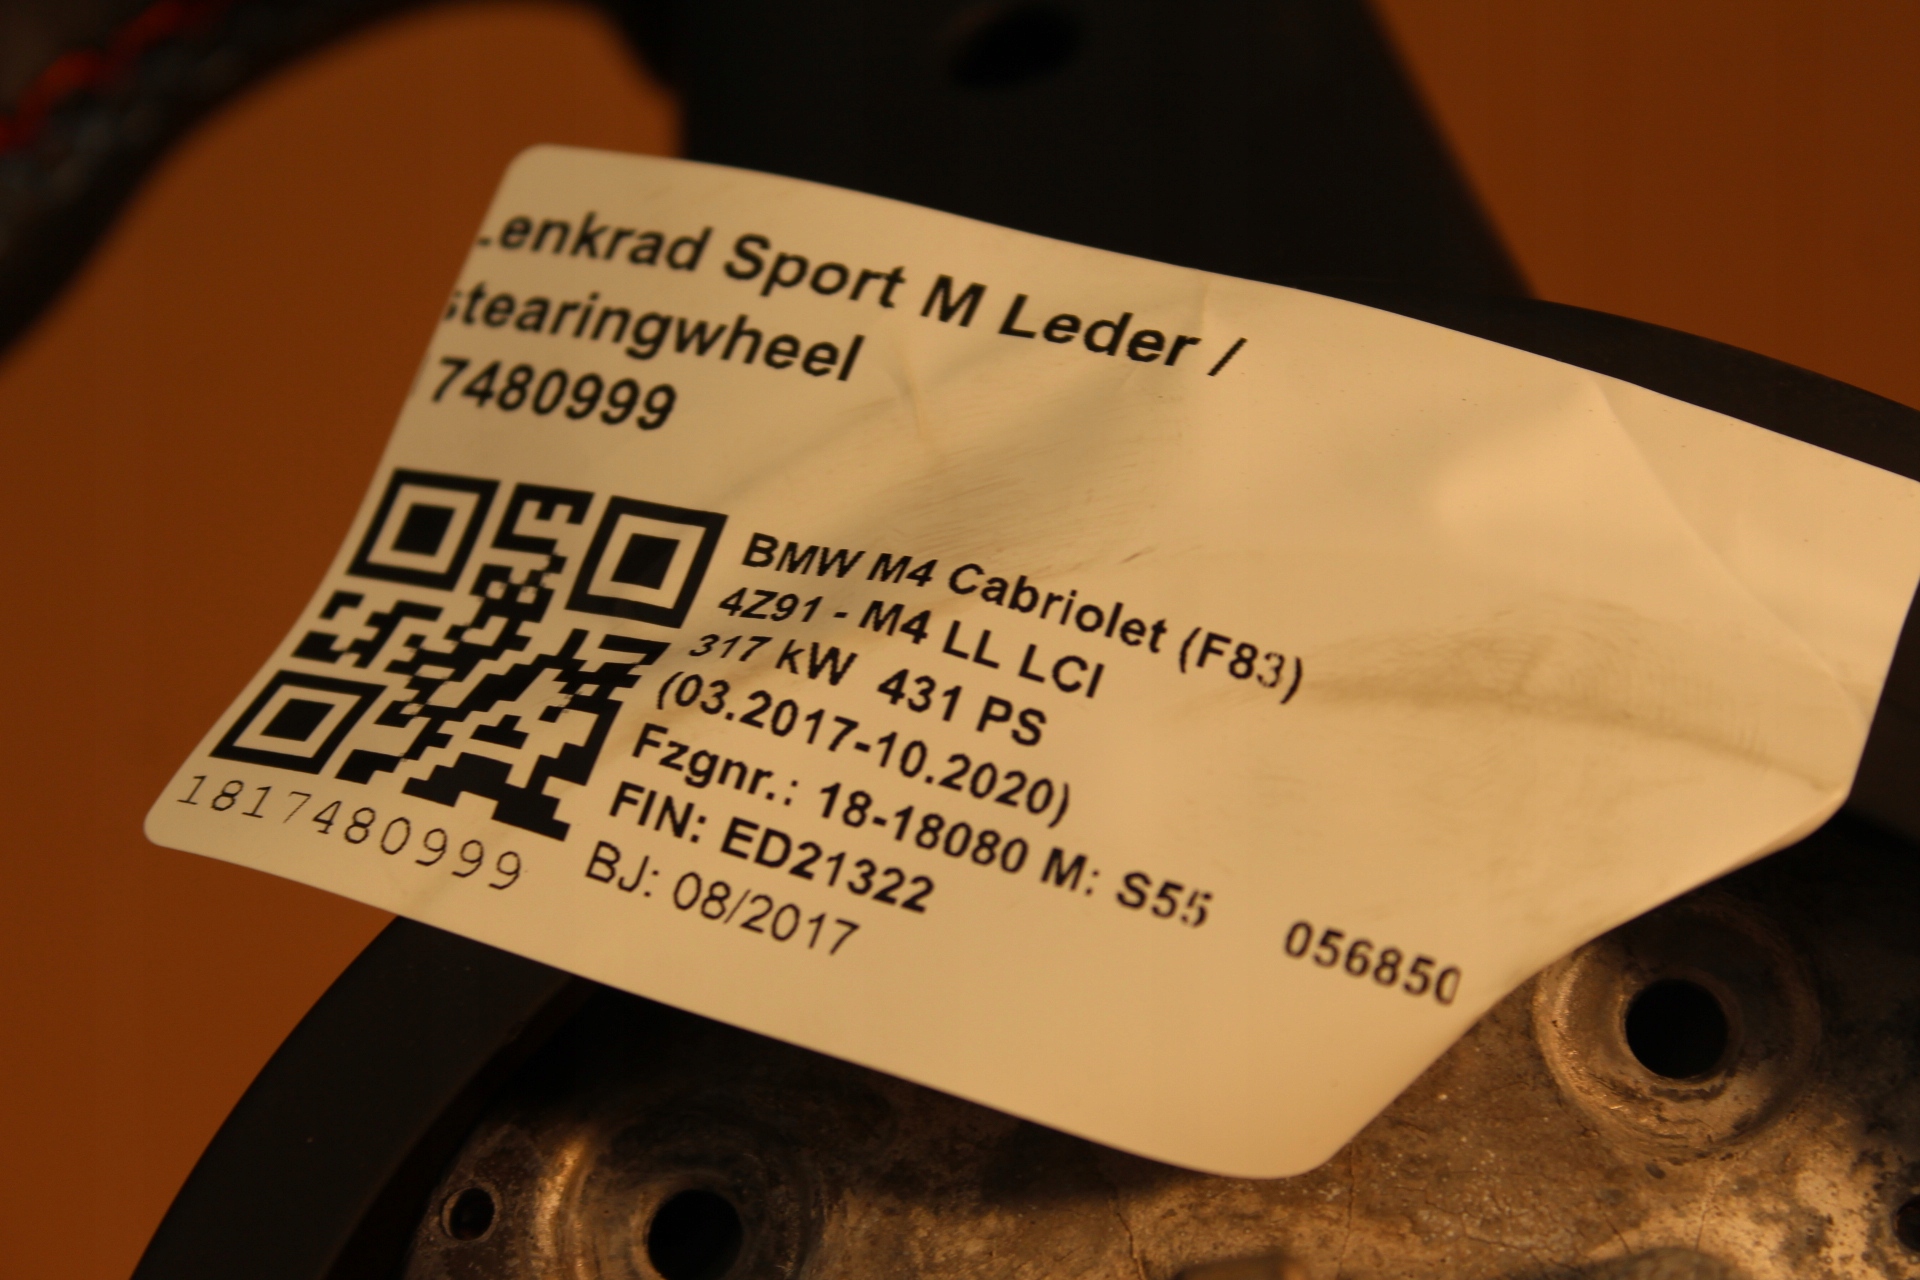 Lenkrad Sport M Leder /
stearingwheel
7480999
BMW M4 Cabriolet (F83)
4Z91 - M4 LL LCI
317 kW 431 PS
(03.2017-10.2020)
Fzgnr.: 18-18080 M: S55 056850
FIN: ED21322
BJ: 08/2017
1817480999